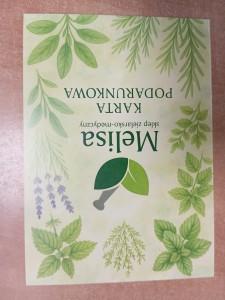 Melisa
sklep zielarsko-medyczny
KARTA
PODARUNKOWA